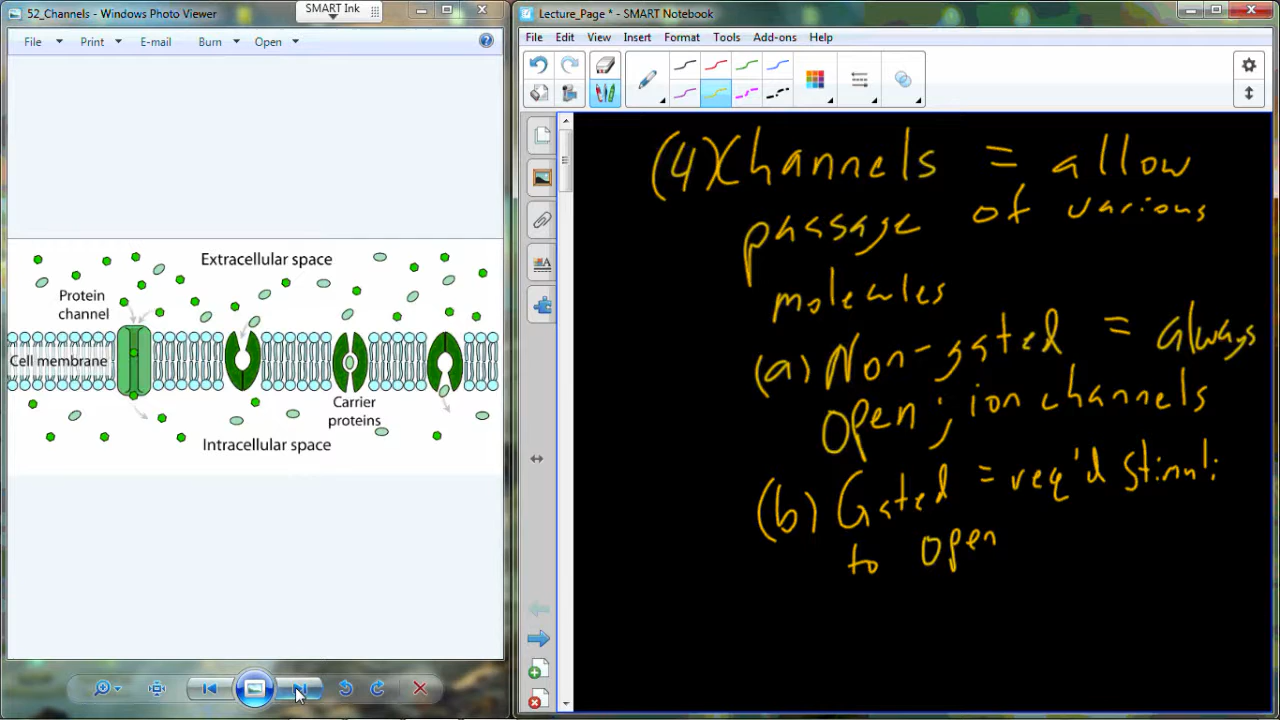 52_Channels - Windows Photo Viewer
SMART Ink
File Print E-mail Burn Open
Extracellular space
Protein
channel
Cell membrane
Carrier
proteins
Intracellular space
Lecture_Page * - SMART Notebook
File Edit View Insert Format Tools Add-ons Help
(4) Channels = allow
passage of various
molecules
(a) Non-gated = always
open; ion channels
(b) Gated = req'd stimuli
to open